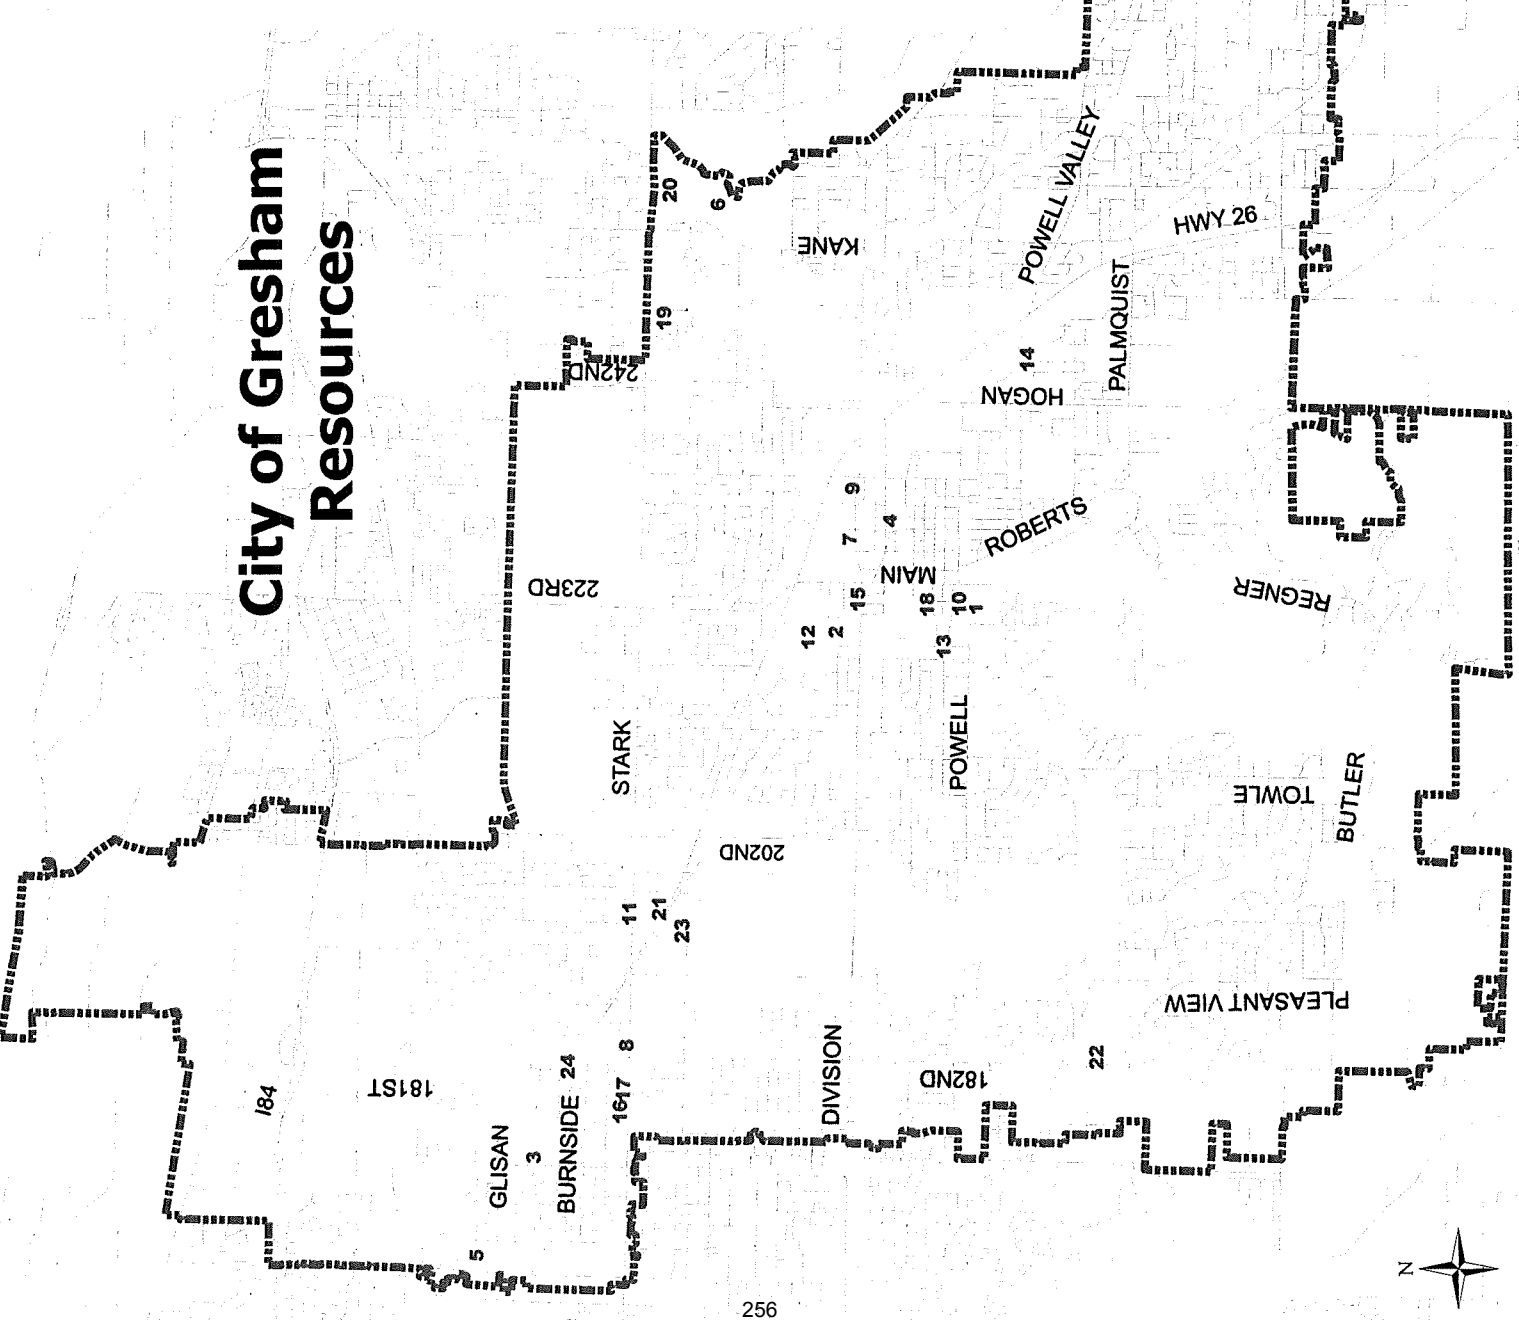 City of Gresham
Resources
I84
181ST
GLISAN
BURNSIDE
STARK
223RD
242ND
202ND
DIVISION
182ND
POWELL
MAIN
ROBERTS
HOGAN
KANE
POWELL VALLEY
PALMQUIST
HWY 26
REGNER
TOWLE
BUTLER
PLEASANT VIEW
5
3
24
16
17
8
11
21
23
22
12
2
15
18
13
10
1
7
9
4
14
19
20
6
N
256